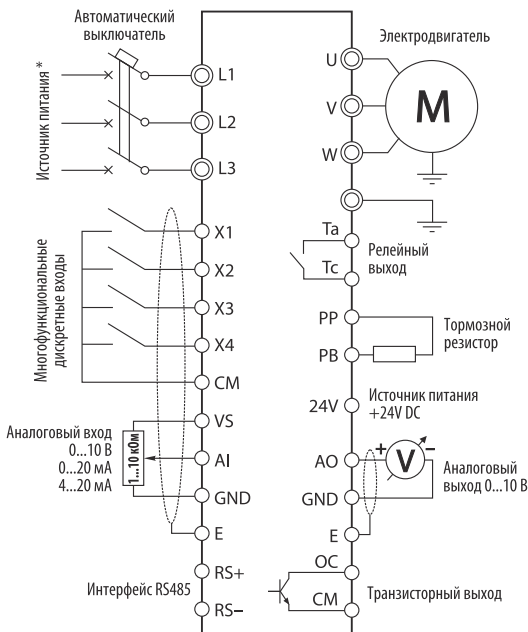 Автоматический
выключатель
Источник питания *
L1
L2
L3
Многофункциональные
дискретные входы
X1
X2
X3
X4
CM
Аналоговый вход
0...10 В
0...20 мА
4...20 мА
1...10 кОм
VS
AI
GND
E
Интерфейс RS485
RS+
RS–
Электродвигатель
U
V
W
M
Ta
Tc
Релейный
выход
PP
PB
Тормозной
резистор
24V
Источник питания
+24V DC
AO
+
V
–
GND
Аналоговый
выход 0...10 В
E
OC
CM
Транзисторный выход